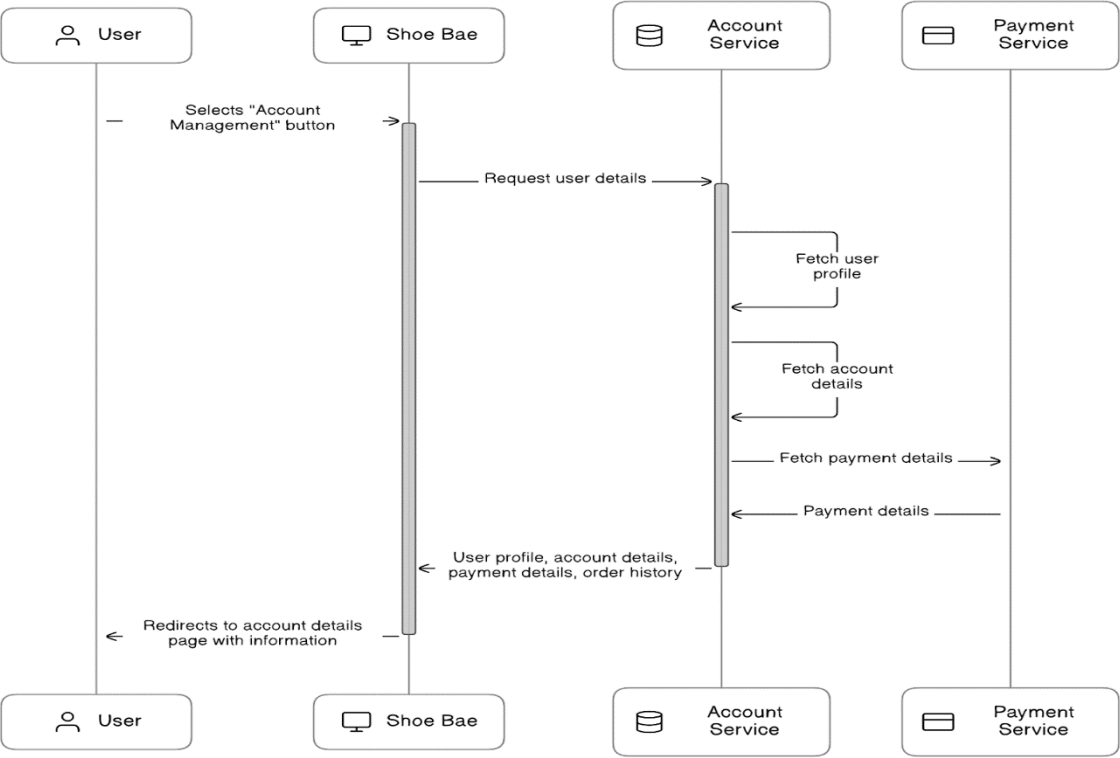 User
Shoe Bae
Account
Service
Payment
Service
Selects "Account
Management" button
Request user details
Fetch user
profile
Fetch account
details
Fetch payment details
Payment details
User profile, account details,
payment details, order history
Redirects to account details
page with information
User
Shoe Bae
Account
Service
Payment
Service